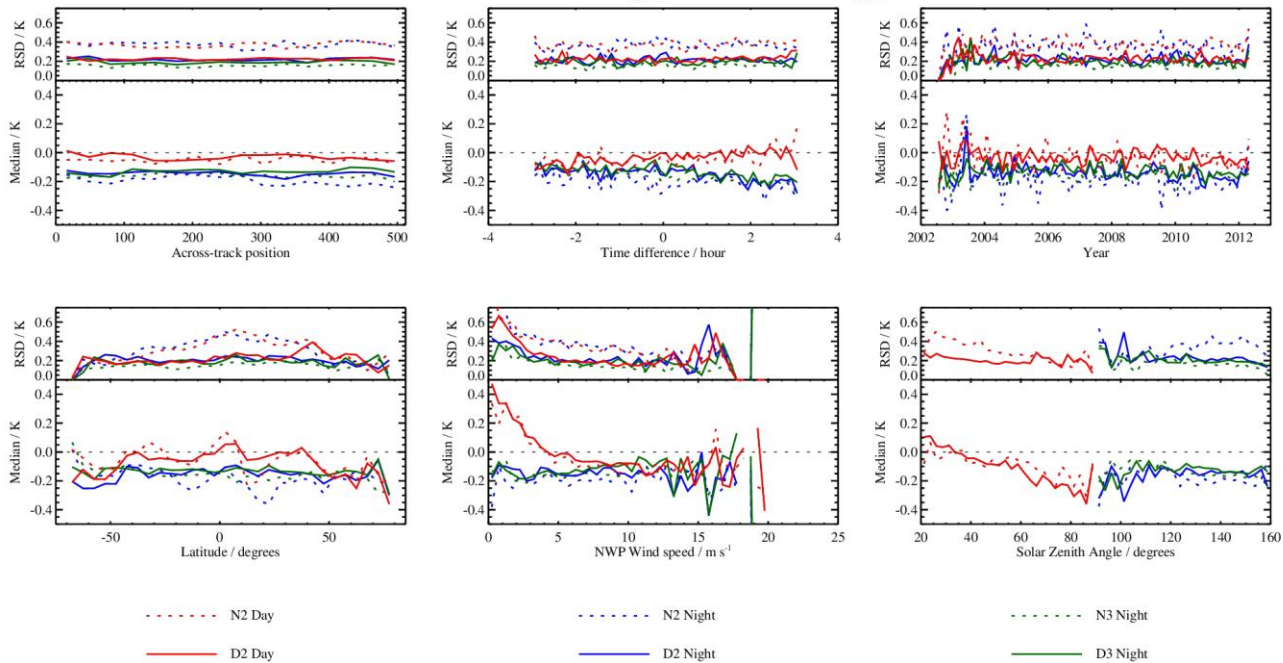 RSD / K
0.6
0.4
0.2
0.0
Median / K
0.4
0.2
0.0
-0.2
-0.4
0 100 200 300 400 500
Across-track position
RSD / K
0.6
0.4
0.2
0.0
Median / K
0.4
0.2
0.0
-0.2
-0.4
-4 -2 0 2 4
Time difference / hour
RSD / K
0.6
0.4
0.2
0.0
Median / K
0.4
0.2
0.0
-0.2
-0.4
2002 2004 2006 2008 2010 2012
Year
RSD / K
0.6
0.4
0.2
0.0
Median / K
0.4
0.2
0.0
-0.2
-0.4
-50 0 50
Latitude / degrees
RSD / K
0.6
0.4
0.2
0.0
Median / K
0.4
0.2
0.0
-0.2
-0.4
0 5 10 15 20 25
NWP Wind speed / m s⁻¹
RSD / K
0.6
0.4
0.2
0.0
Median / K
0.4
0.2
0.0
-0.2
-0.4
20 40 60 80 100 120 140 160
Solar Zenith Angle / degrees
N2 Day
N2 Night
N3 Night
D2 Day
D2 Night
D3 Night